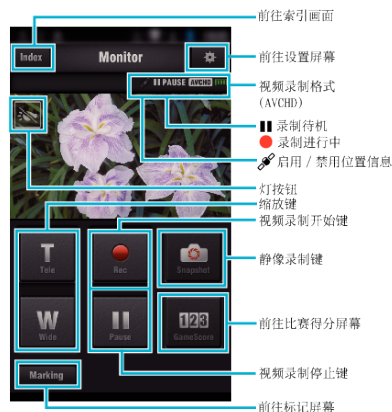 前往索引画面
Index
Monitor
前往设置屏幕
PAUSE AVCHD
视频录制格式
(AVCHD)
录制待机
录制进行中
启用 / 禁用位置信息
灯按钮
缩放键
视频录制开始键
T
Tele
Rec
Snapshot
静像录制键
W
Wide
Pause
123
GameScore
前往比赛得分屏幕
视频录制停止键
Marking
前往标记屏幕